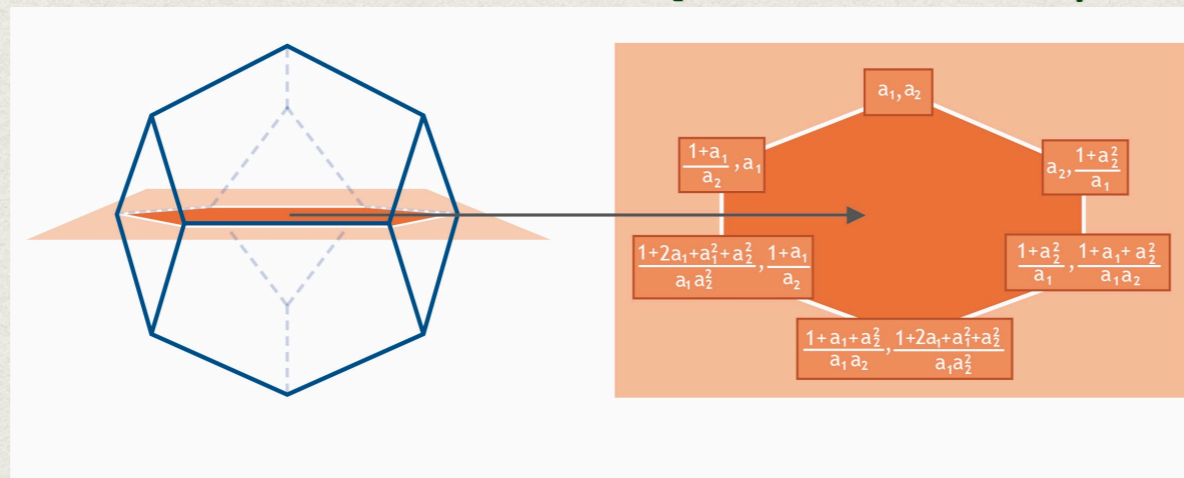 a₁,a₂
(1+a₁)/a₂ ,a₁
a₂, (1+a₂²)/a₁
(1+2a₁+a₁²+a₂²)/(a₁a₂²) , (1+a₁)/a₂
(1+a₂²)/a₁ , (1+a₁+a₂²)/(a₁a₂)
(1+a₁+a₂²)/(a₁a₂) , (1+2a₁+a₁²+a₂²)/(a₁a₂²)